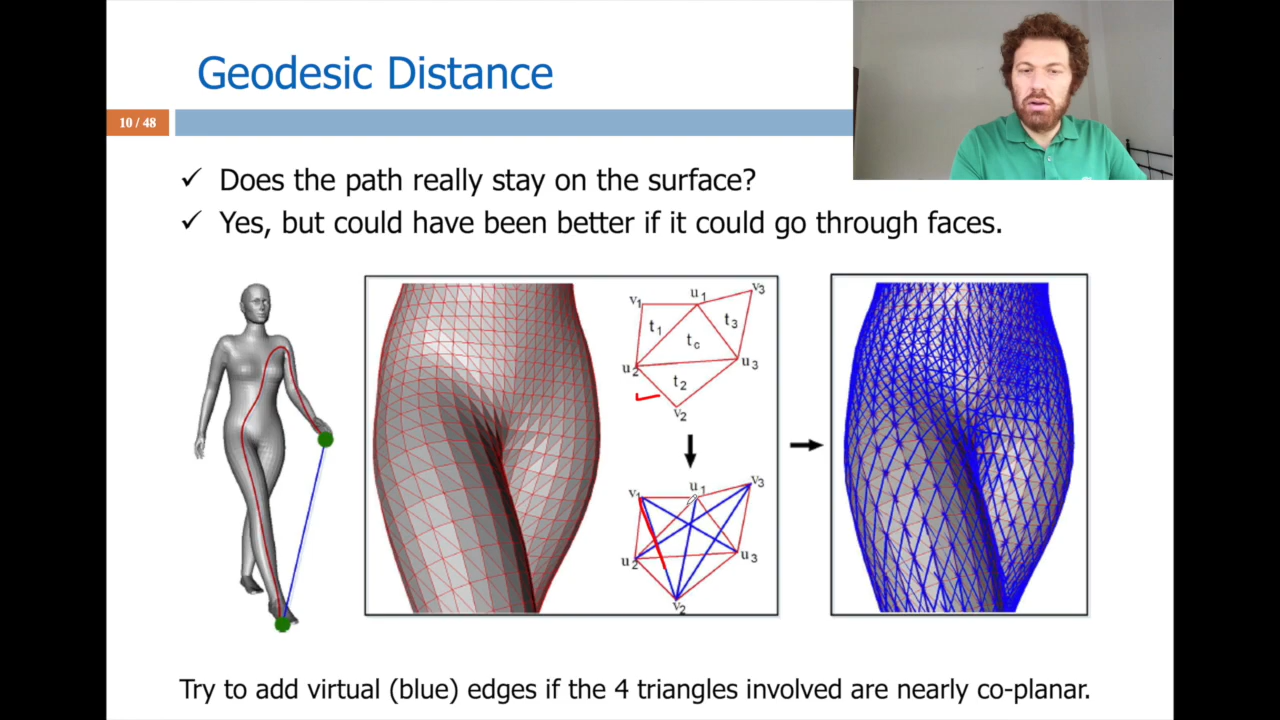 Geodesic Distance
10 / 48
✓ Does the path really stay on the surface?
✓ Yes, but could have been better if it could go through faces.
v1 u1 v3
t1 t3
tc
u2 u3
t2
v2
v1 u1 v3
u2 u3
v2
Try to add virtual (blue) edges if the 4 triangles involved are nearly co-planar.